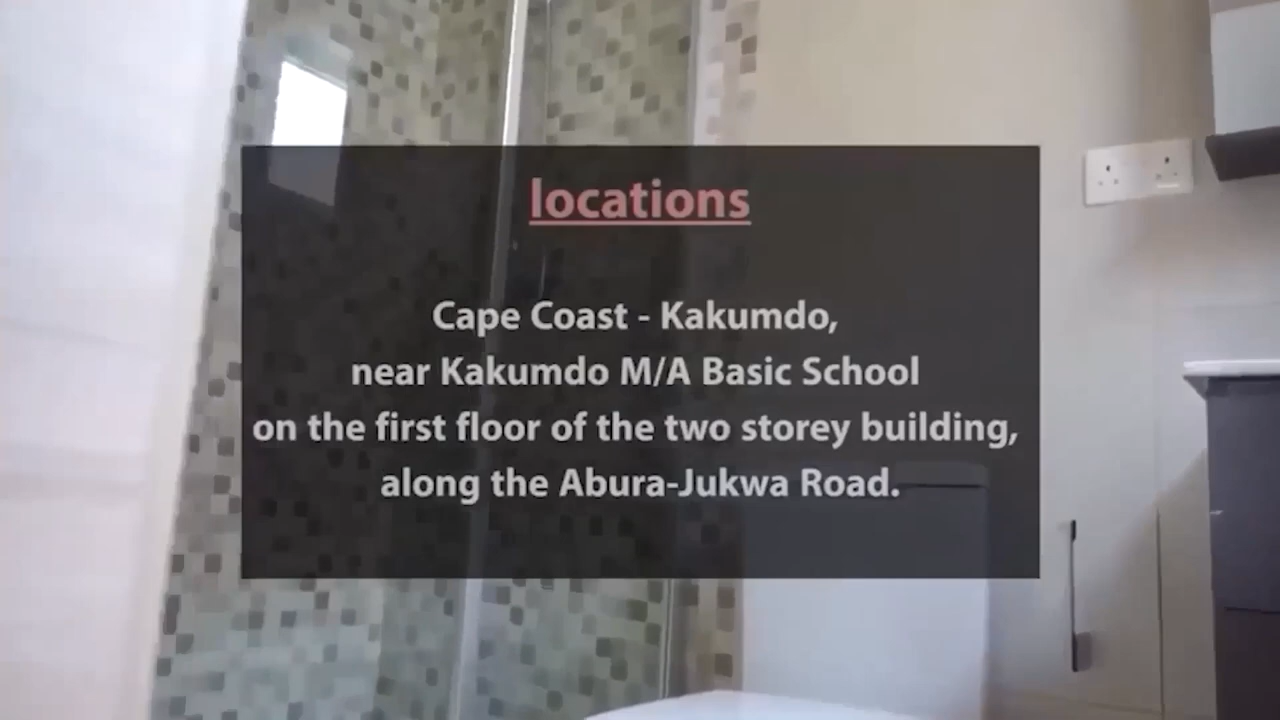 locations
Cape Coast - Kakumdo,
near Kakumdo M/A Basic School
on the first floor of the two storey building,
along the Abura-Jukwa Road.